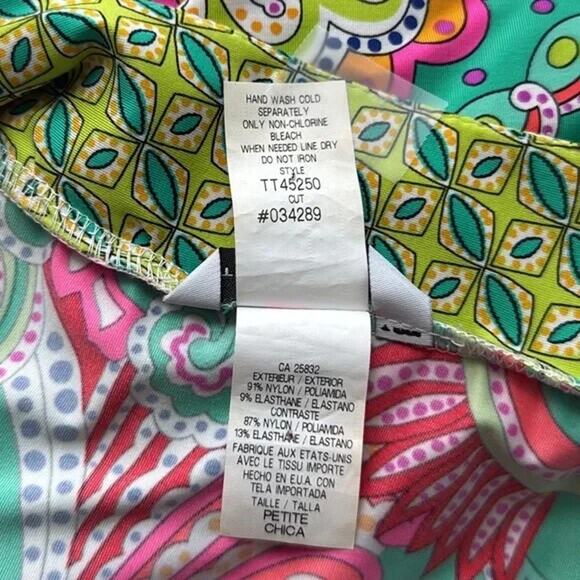 HAND WASH COLD
SEPARATELY
ONLY NON-CHLORINE
BLEACH
WHEN NEEDED LINE DRY
DO NOT IRON
STYLE
TT45250
CUT
#034289
CA 25832
EXTERIEUR / EXTERIOR
91% NYLON / POLIAMIDA
9% ELASTHANE / ELASTANO
CONTRASTE
87% NYLON / POLIAMIDA
13% ELASTHANE / ELASTANO
FABRIQUE AUX ETATS-UNIS
AVEC LE TISSU IMPORTE
HECHO EN E.U.A CON
TELA IMPORTADA
TAILLE / TALLA
PETITE
CHICA